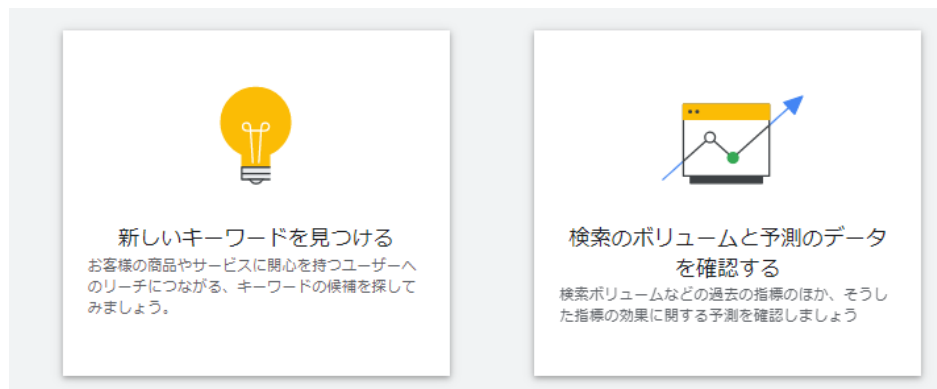 新しいキーワードを見つける
お客様の商品やサービスに関心を持つユーザーへ
のリーチにつながる、キーワードの候補を探して
みましょう。
検索のボリュームと予測のデータ
を確認する
検索ボリュームなどの過去の指標のほか、そうし
た指標の効果に関する予測を確認しましょう